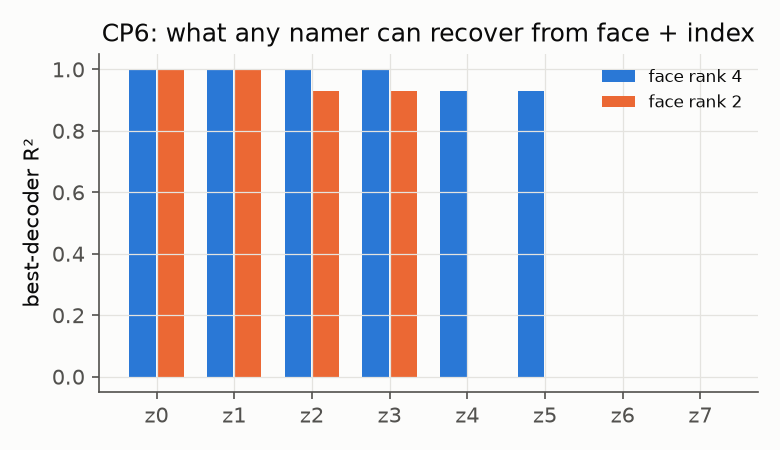 CP6: what any namer can recover from face + index
face rank 4
face rank 2
best-decoder R²
1.0
0.8
0.6
0.4
0.2
0.0
z0 z1 z2 z3 z4 z5 z6 z7